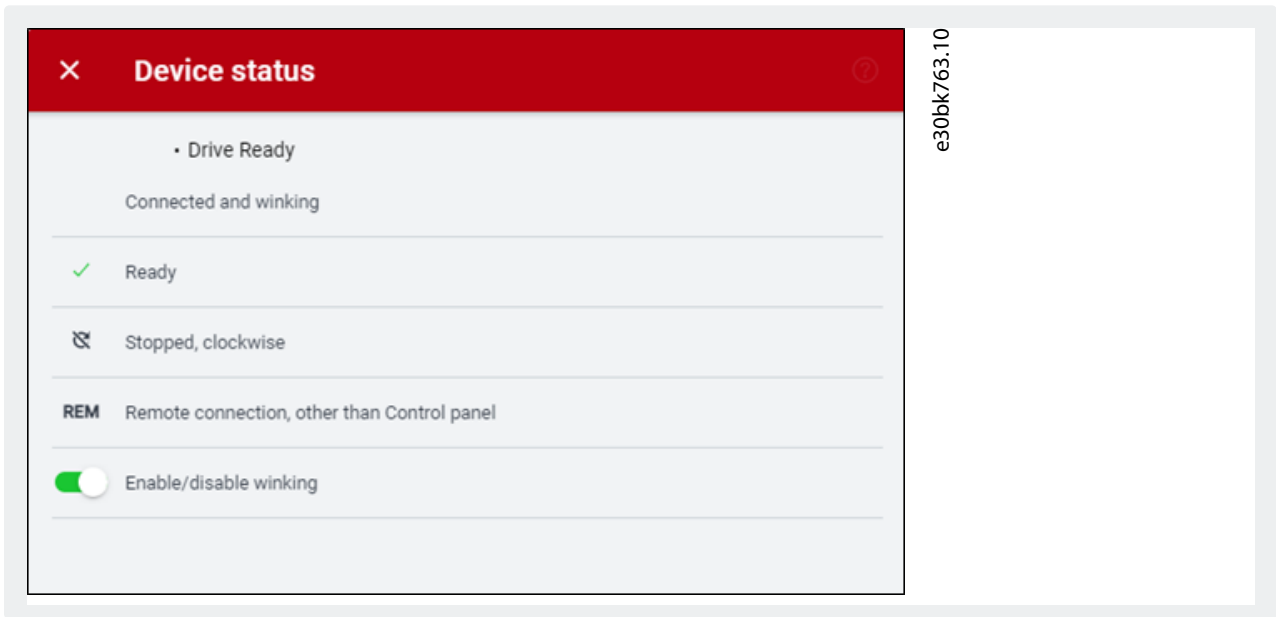 Device status
• Drive Ready
Connected and winking
Ready
Stopped, clockwise
REM Remote connection, other than Control panel
Enable/disable winking
e30bk763.10